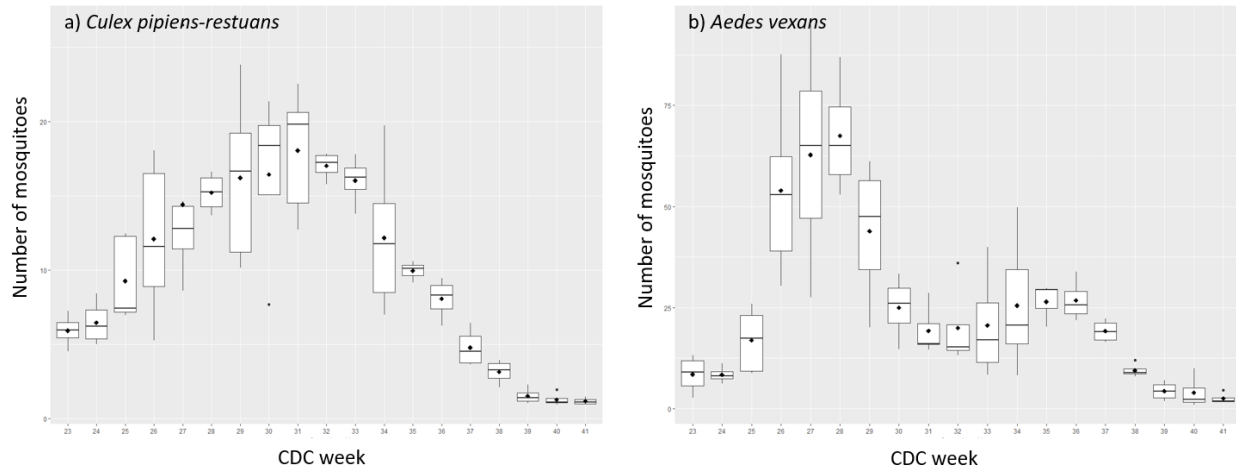 a) Culex pipiens-restuans
Number of mosquitoes
20
10
0
23 24 25 26 27 28 29 30 31 32 33 34 35 36 37 38 39 40 41
CDC week
b) Aedes vexans
Number of mosquitoes
75
50
25
0
23 24 25 26 27 28 29 30 31 32 33 34 35 36 37 38 39 40 41
CDC week